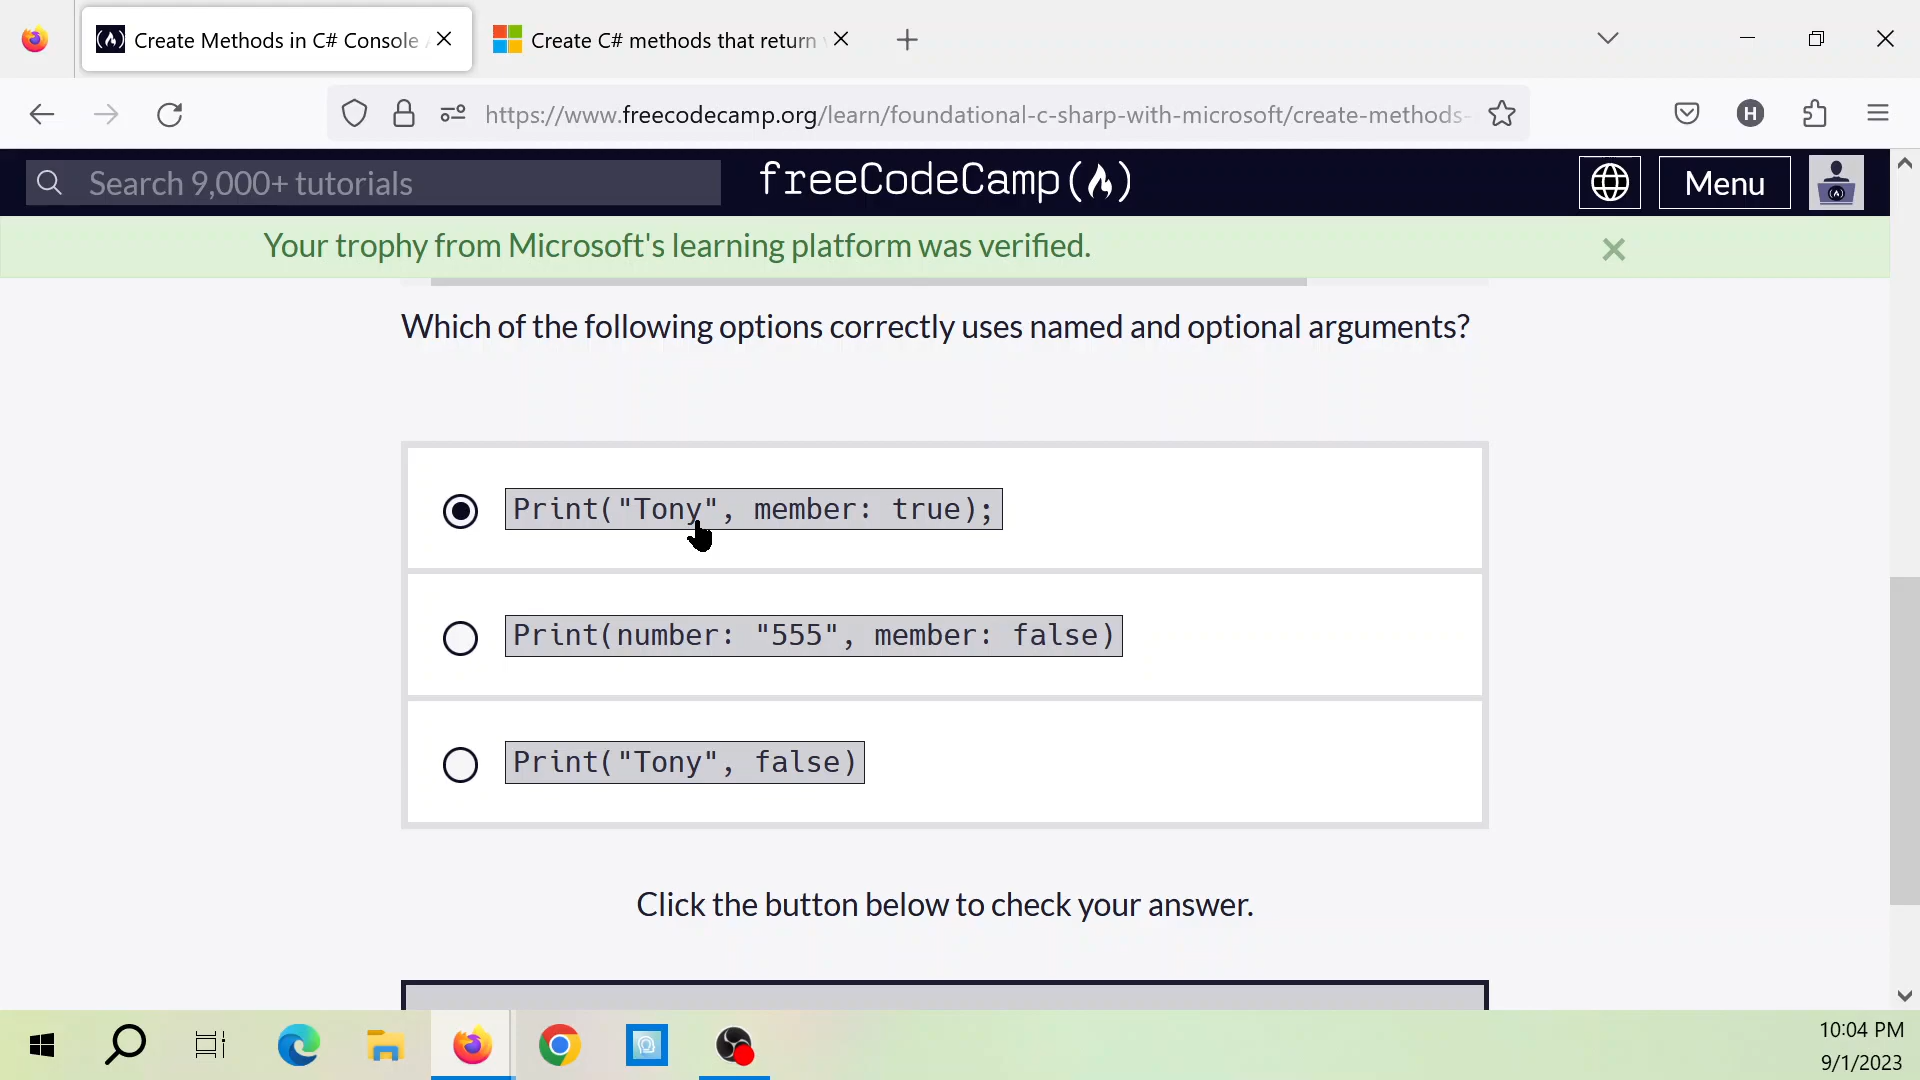 Create Methods in C# Console
Create C# methods that return
https://www.freecodecamp.org/learn/foundational-c-sharp-with-microsoft/create-methods-
H
Search 9,000+ tutorials
freeCodeCamp
Menu
Your trophy from Microsoft's learning platform was verified.
Which of the following options correctly uses named and optional arguments?
Print("Tony", member: true);
Print(number: "555", member: false)
Print("Tony", false)
Click the button below to check your answer.
10:04 PM
9/1/2023